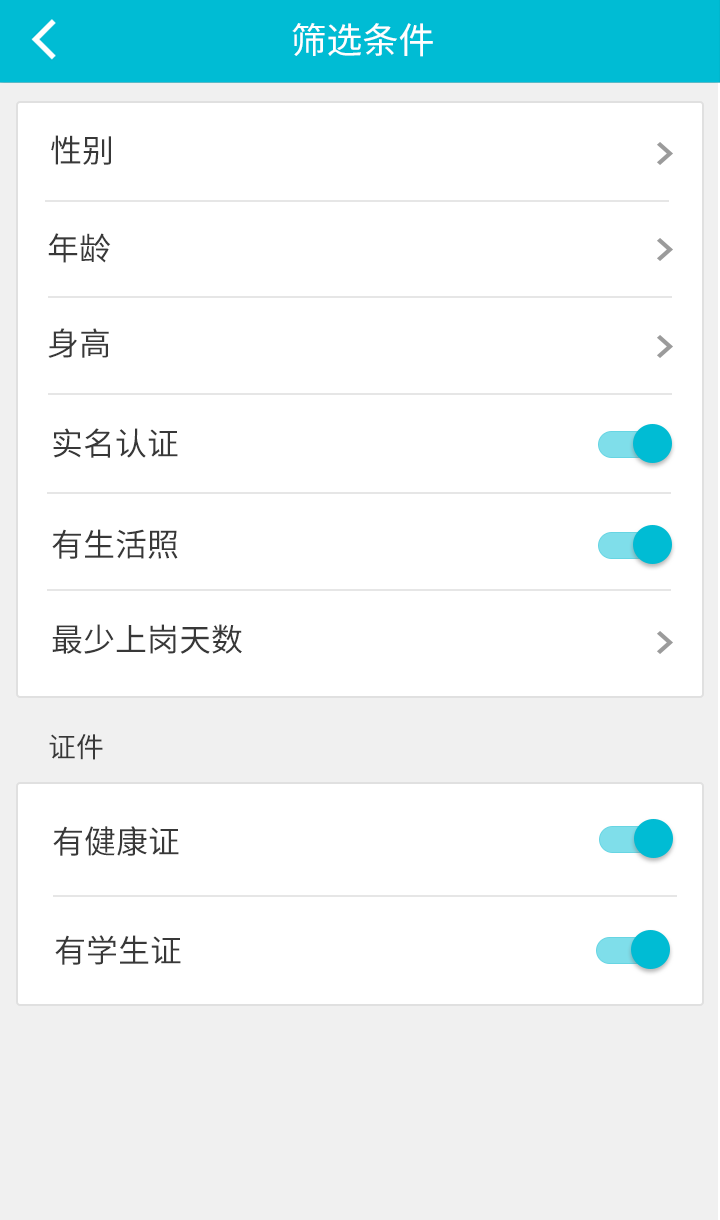 筛选条件
性别
年龄
身高
实名认证
有生活照
最少上岗天数
证件
有健康证
有学生证